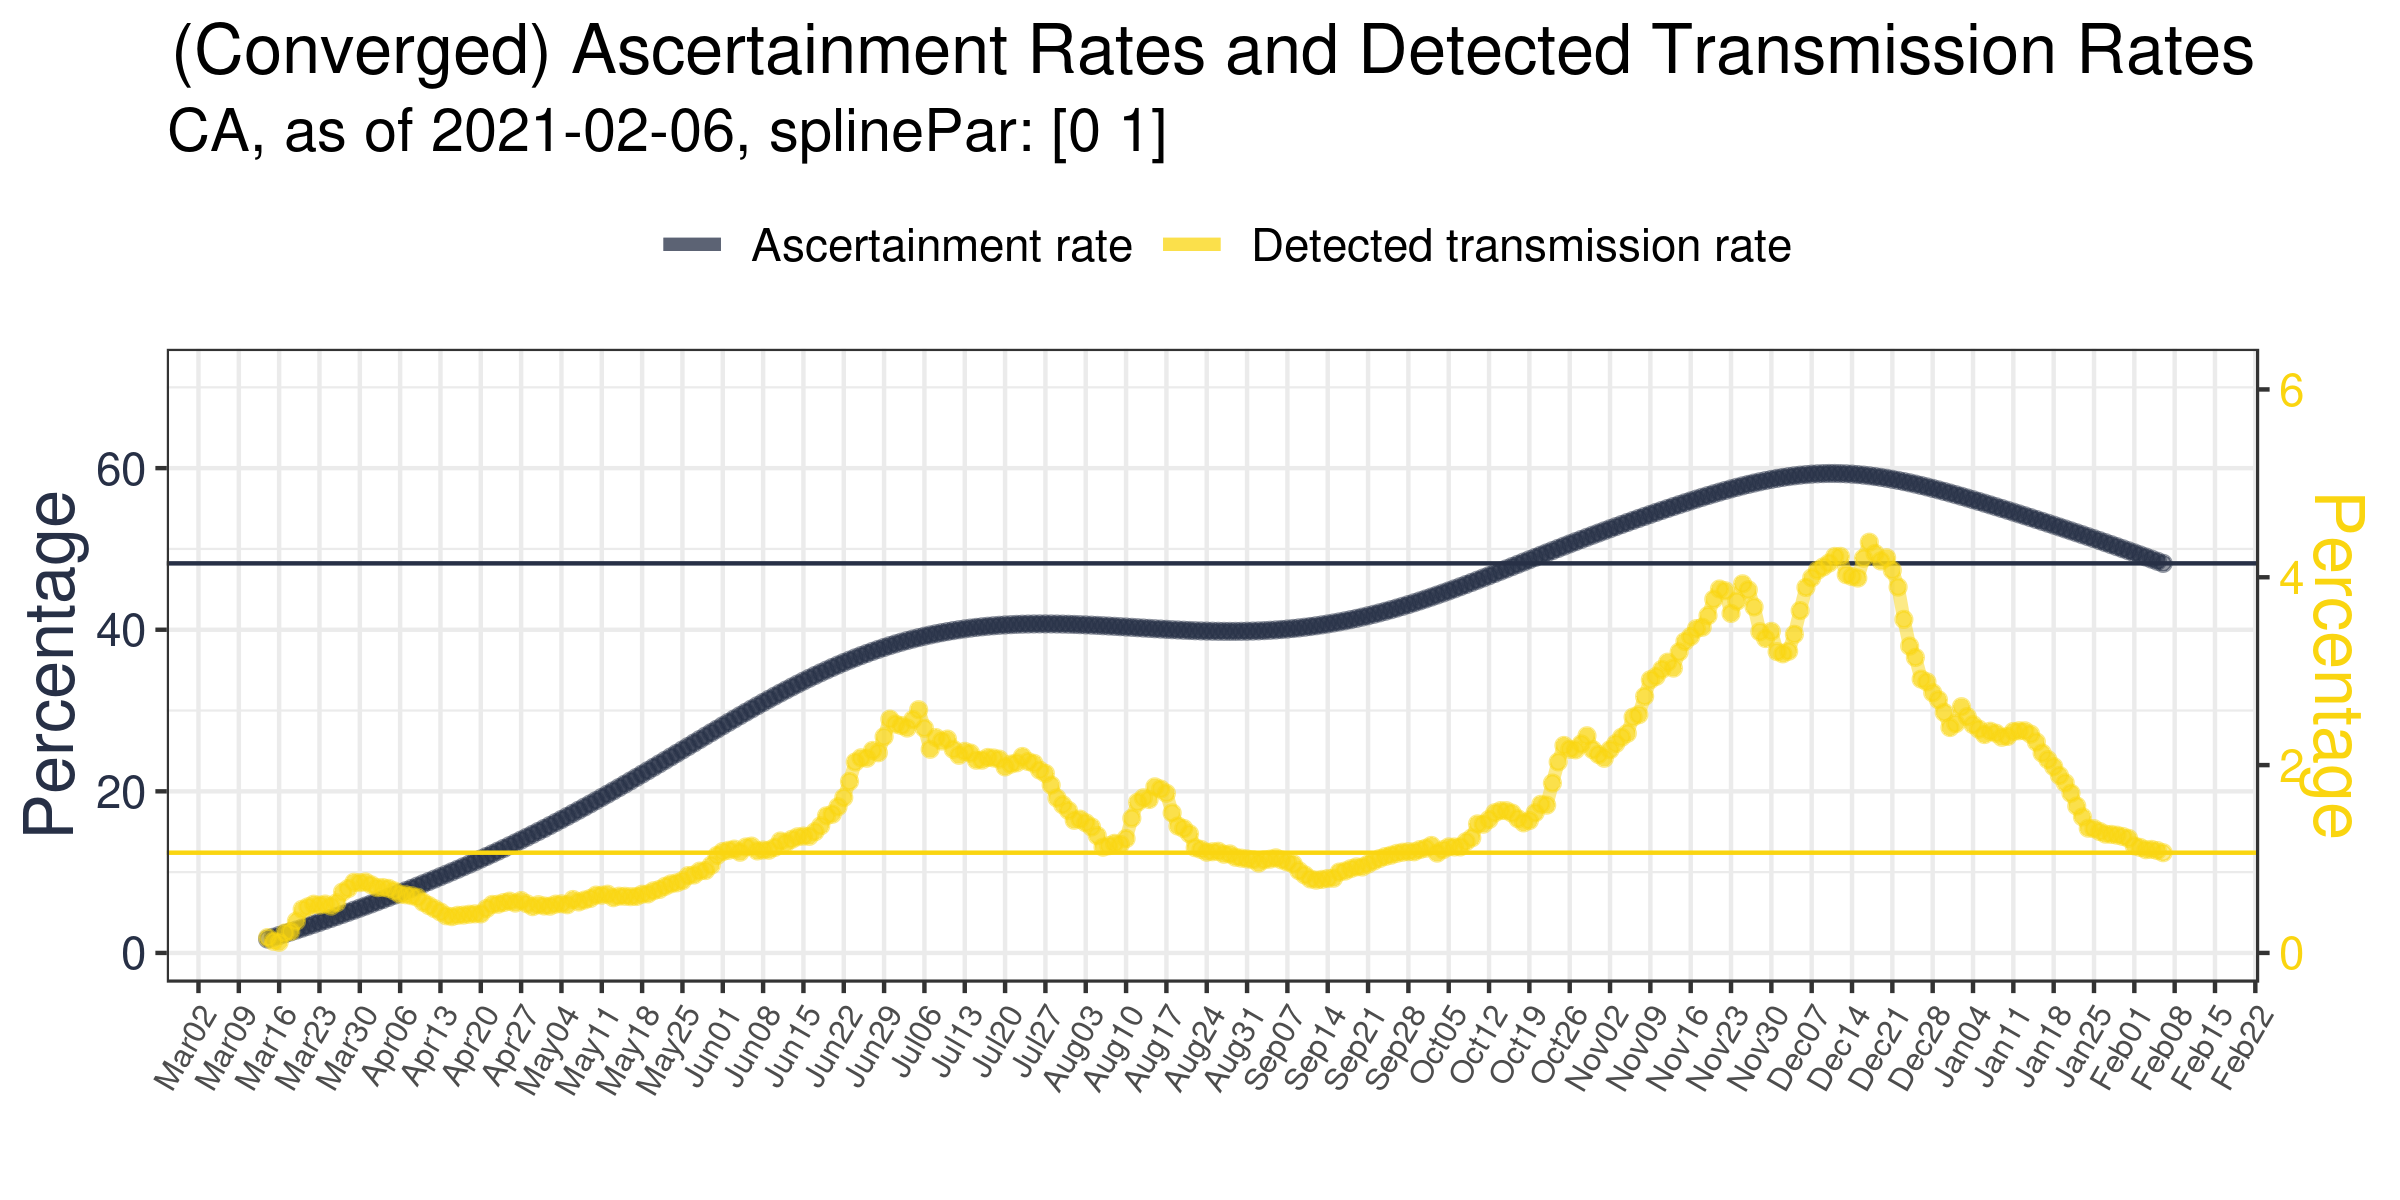 (Converged) Ascertainment Rates and Detected Transmission Rates
CA, as of 2021-02-06, splinePar: [0 1]
Ascertainment rate
Detected transmission rate
Percentage
60
40
20
0
6
4
2
0
Percentage
Mar02
Mar09
Mar16
Mar23
Mar30
Apr06
Apr13
Apr20
Apr27
May04
May11
May18
May25
Jun01
Jun08
Jun15
Jun22
Jun29
Jul06
Jul13
Jul20
Jul27
Aug03
Aug10
Aug17
Aug24
Aug31
Sep07
Sep14
Sep21
Sep28
Oct05
Oct12
Oct19
Oct26
Nov02
Nov09
Nov16
Nov23
Nov30
Dec07
Dec14
Dec21
Dec28
Jan04
Jan11
Jan18
Jan25
Feb01
Feb08
Feb15
Feb22